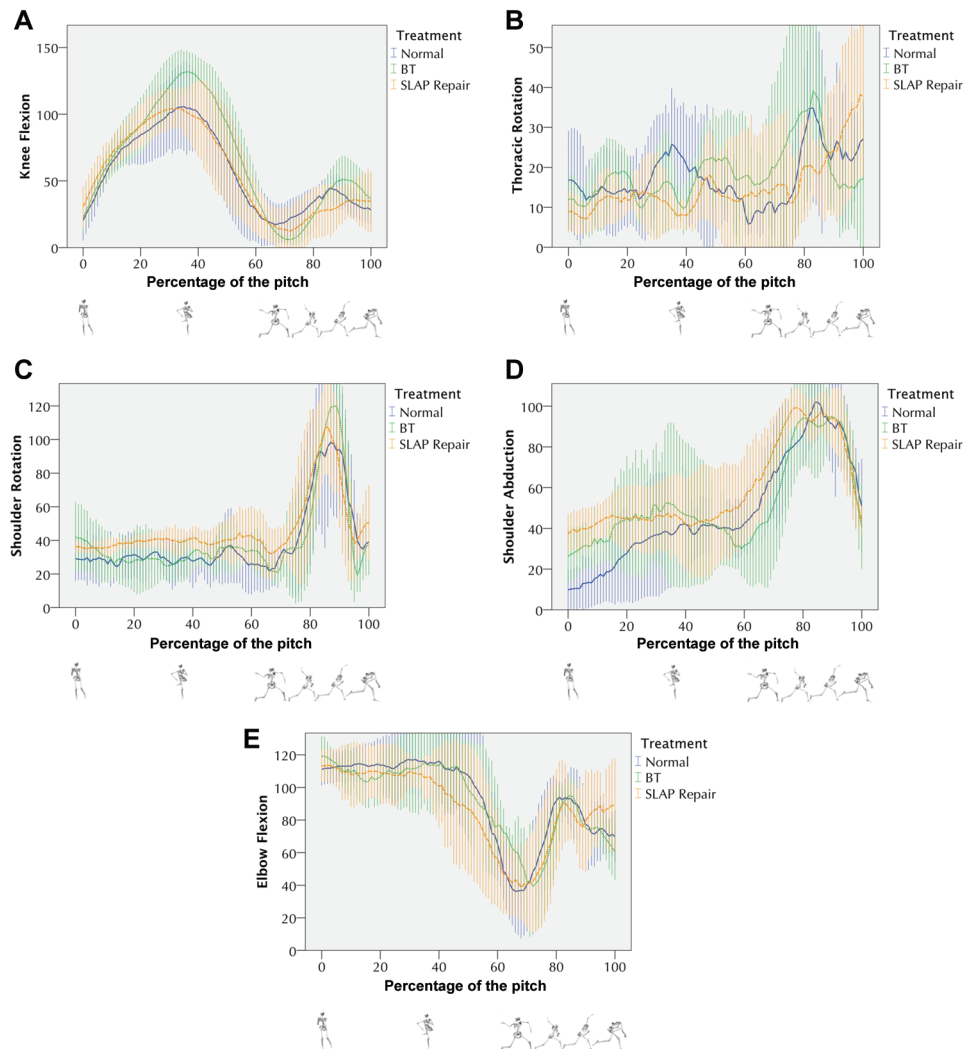 A
Treatment
Normal
BT
SLAP Repair
Knee Flexion
150
100
50
0
0 20 40 60 80 100
Percentage of the pitch
B
Treatment
Normal
BT
SLAP Repair
Thoracic Rotation
50
40
30
20
10
0
0 20 40 60 80 100
Percentage of the pitch
C
Treatment
Normal
BT
SLAP Repair
Shoulder Rotation
120
100
80
60
40
20
0
0 20 40 60 80 100
Percentage of the pitch
D
Treatment
Normal
BT
SLAP Repair
Shoulder Abduction
100
80
60
40
20
0
0 20 40 60 80 100
Percentage of the pitch
E
Treatment
Normal
BT
SLAP Repair
Elbow Flexion
120
100
80
60
40
20
0
0 20 40 60 80 100
Percentage of the pitch